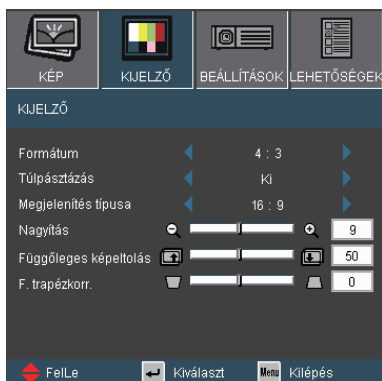 KÉP KIJELZŐ BEÁLLÍTÁSOK LEHETŐSÉGEK
KIJELZŐ
Formátum 4 : 3
Túlpásztázás Ki
Megjelenítés típusa 16 : 9
Nagyítás 9
Függőleges képeltolás 50
F. trapézkorr. 0
FelLe Kiválaszt Menu Kilépés